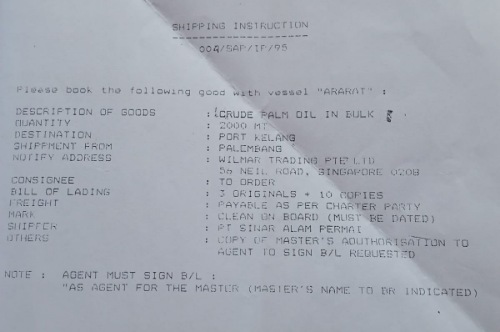 SHIPPING INSTRUCTION
004/SAP/IP/95
Please book the following good with vessel "ARARAT" :
DESCRIPTION OF GOODS : CRUDE PALM OIL IN BULK
QUANTITY : 2000 MT
DESTINATION : PORT KELANG
SHIPMENT FROM : PALEMBANG
NOTIFY ADDRESS : WILMAR TRADING PTE LTD
NEIL ROAD, SINGAPORE 0208
CONSIGNEE : TO ORDER
BILL OF LADING : 3 ORIGINALS + 10 COPIES
FREIGHT : PAYABLE AS PER CHARTER PARTY
MARK : CLEAN ON BOARD (MUST BE DATED)
SHIPPER : PT SINAR ALAM PERMAI
OTHERS : COPY OF MASTER'S AOUTHORISATION TO
AGENT TO SIGN B/L REQUESTED
NOTE : AGENT MUST SIGN B/L :
"AS AGENT FOR THE MASTER (MASTER'S NAME TO BR INDICATED)